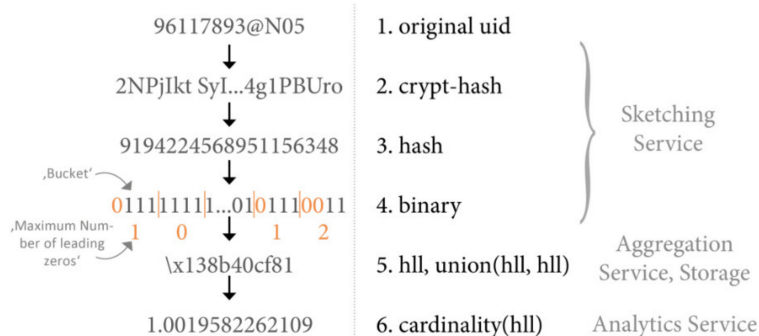 96117893@N05
1. original uid
2NPjIkt SyI...4g1PBUro
2. crypt-hash
Sketching
Service
9194224568951156348
3. hash
‚Bucket‘
0111|1111|1...01|0111|0011
4. binary
‚Maximum Num-
ber of leading
zeros‘
1 0 1 2
\x138b40cf81
5. hll, union(hll, hll)
Aggregation
Service, Storage
1.0019582262109
6. cardinality(hll)
Analytics Service